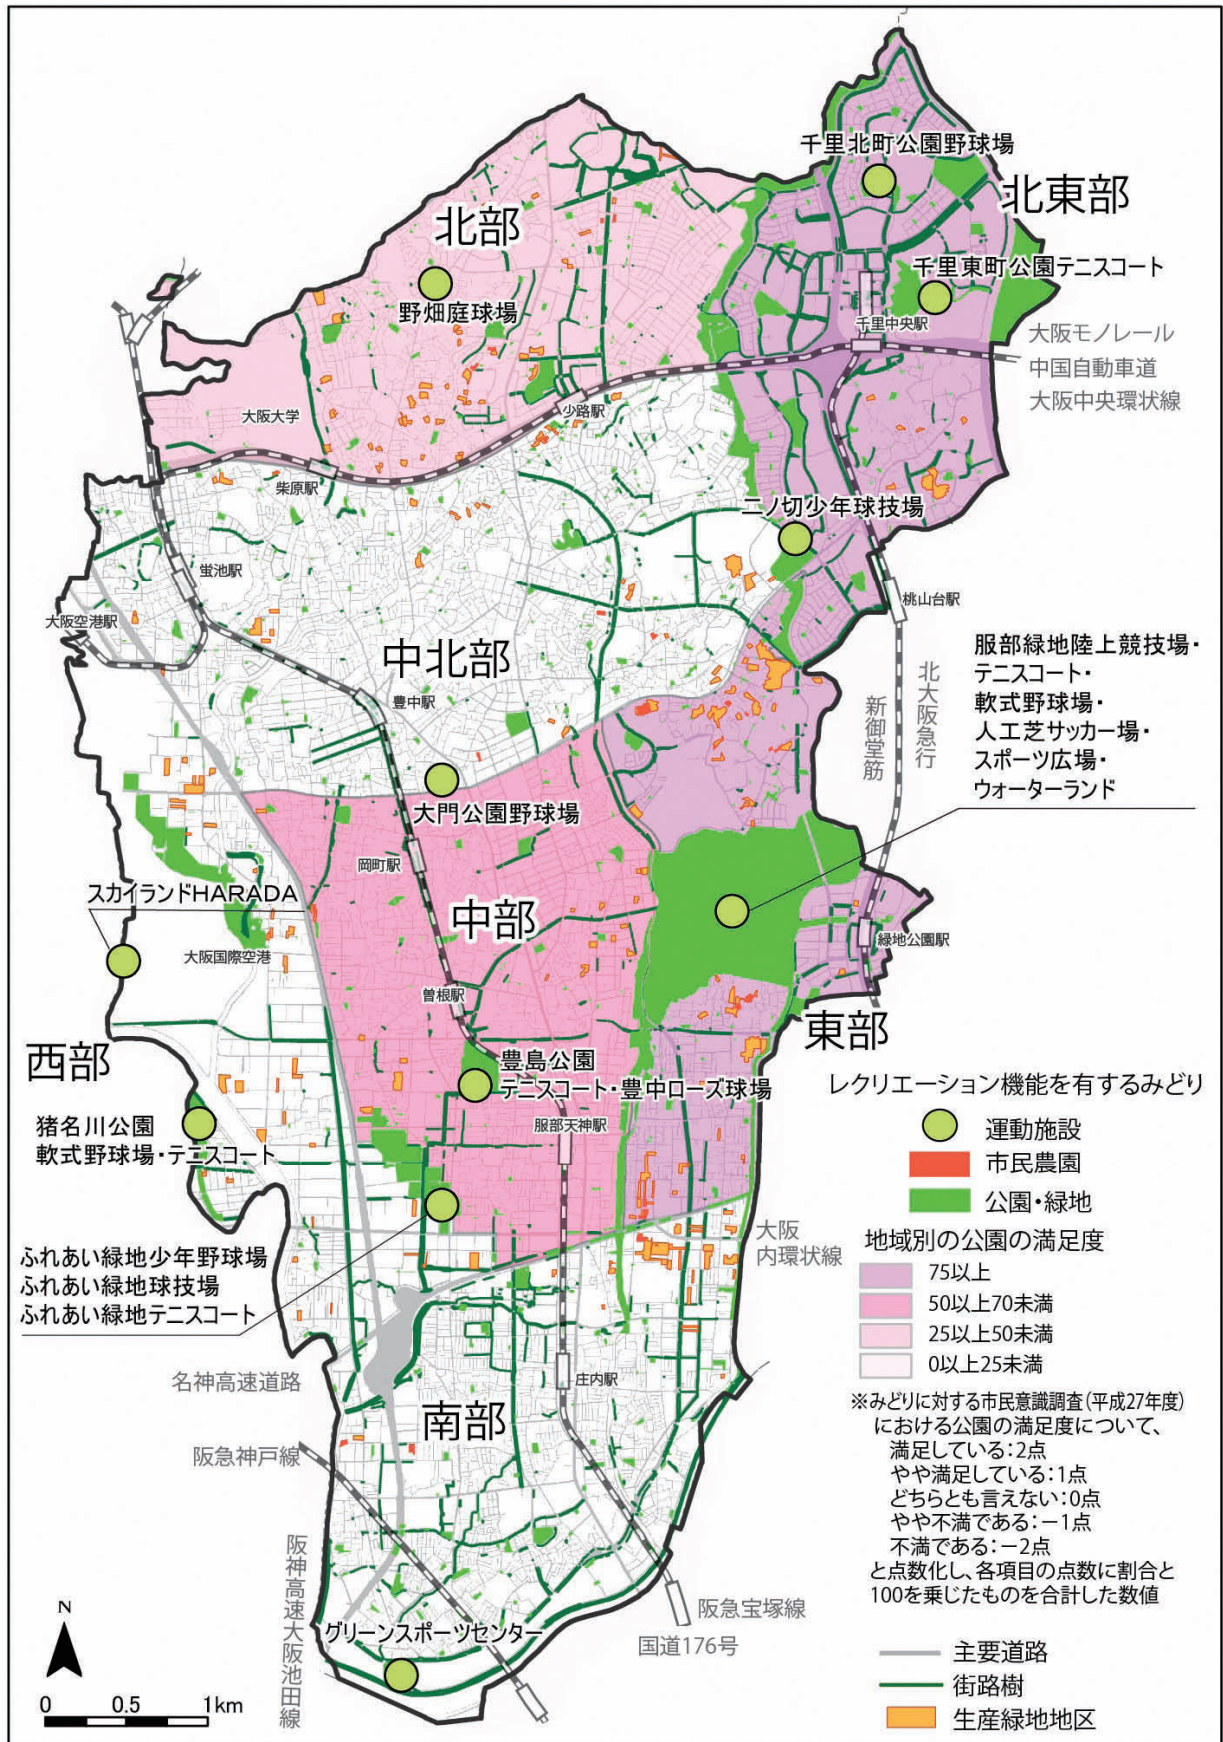 千里北町公園野球場
北東部
北部
千里東町公園テニスコート
野畑庭球場
千里中央駅
大阪モノレール
中国自動車道
大阪中央環状線
大阪大学
少路駅
柴原駅
二ノ切少年球技場
蛍池駅
桃山台駅
大阪空港駅
中北部
豊中駅
服部緑地陸上競技場・
テニスコート・
軟式野球場・
人工芝サッカー場・
スポーツ広場・
ウォーターランド
北大阪急行
新御堂筋
大門公園野球場
岡町駅
スカイランドHARADA
中部
大阪国際空港
緑地公園駅
曽根駅
東部
西部
豊島公園
テニスコート・豊中ローズ球場
猪名川公園
軟式野球場・テニスコート
服部天神駅
レクリエーション機能を有するみどり
運動施設
市民農園
公園・緑地
大阪
内環状線
ふれあい緑地少年野球場
ふれあい緑地球技場
ふれあい緑地テニスコート
地域別の公園の満足度
75以上
50以上70未満
25以上50未満
0以上25未満
名神高速道路
庄内駅
南部
阪急神戸線
※みどりに対する市民意識調査(平成27年度)
における公園の満足度について、
満足している:2点
やや満足している:1点
どちらとも言えない:0点
やや不満である:-1点
不満である:-2点
と点数化し、各項目の点数に割合と
100を乗じたものを合計した数値
阪神高速大阪池田線
阪急宝塚線
国道176号
グリーンスポーツセンター
N
0 0.5 1km
主要道路
街路樹
生産緑地地区